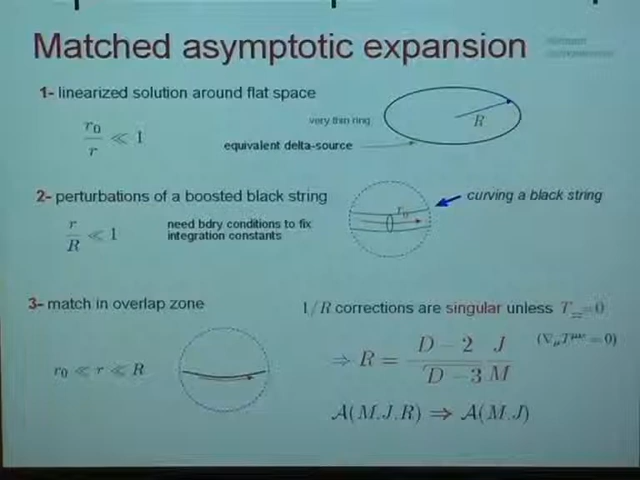 Matched asymptotic expansion
1- linearized solution around flat space
r₀/r ≪ 1
very thin ring
R
equivalent delta-source
2- perturbations of a boosted black string
r/R ≪ 1
need bdry conditions to fix
integration constants
r₀
curving a black string
3- match in overlap zone
r₀ ≪ r ≪ R
1/R corrections are singular unless T_zz=0
(∇_μT^μν=0)
⇒ R = D − 2/√D − 3 J/M
A(M,J,R) ⇒ A(M,J)